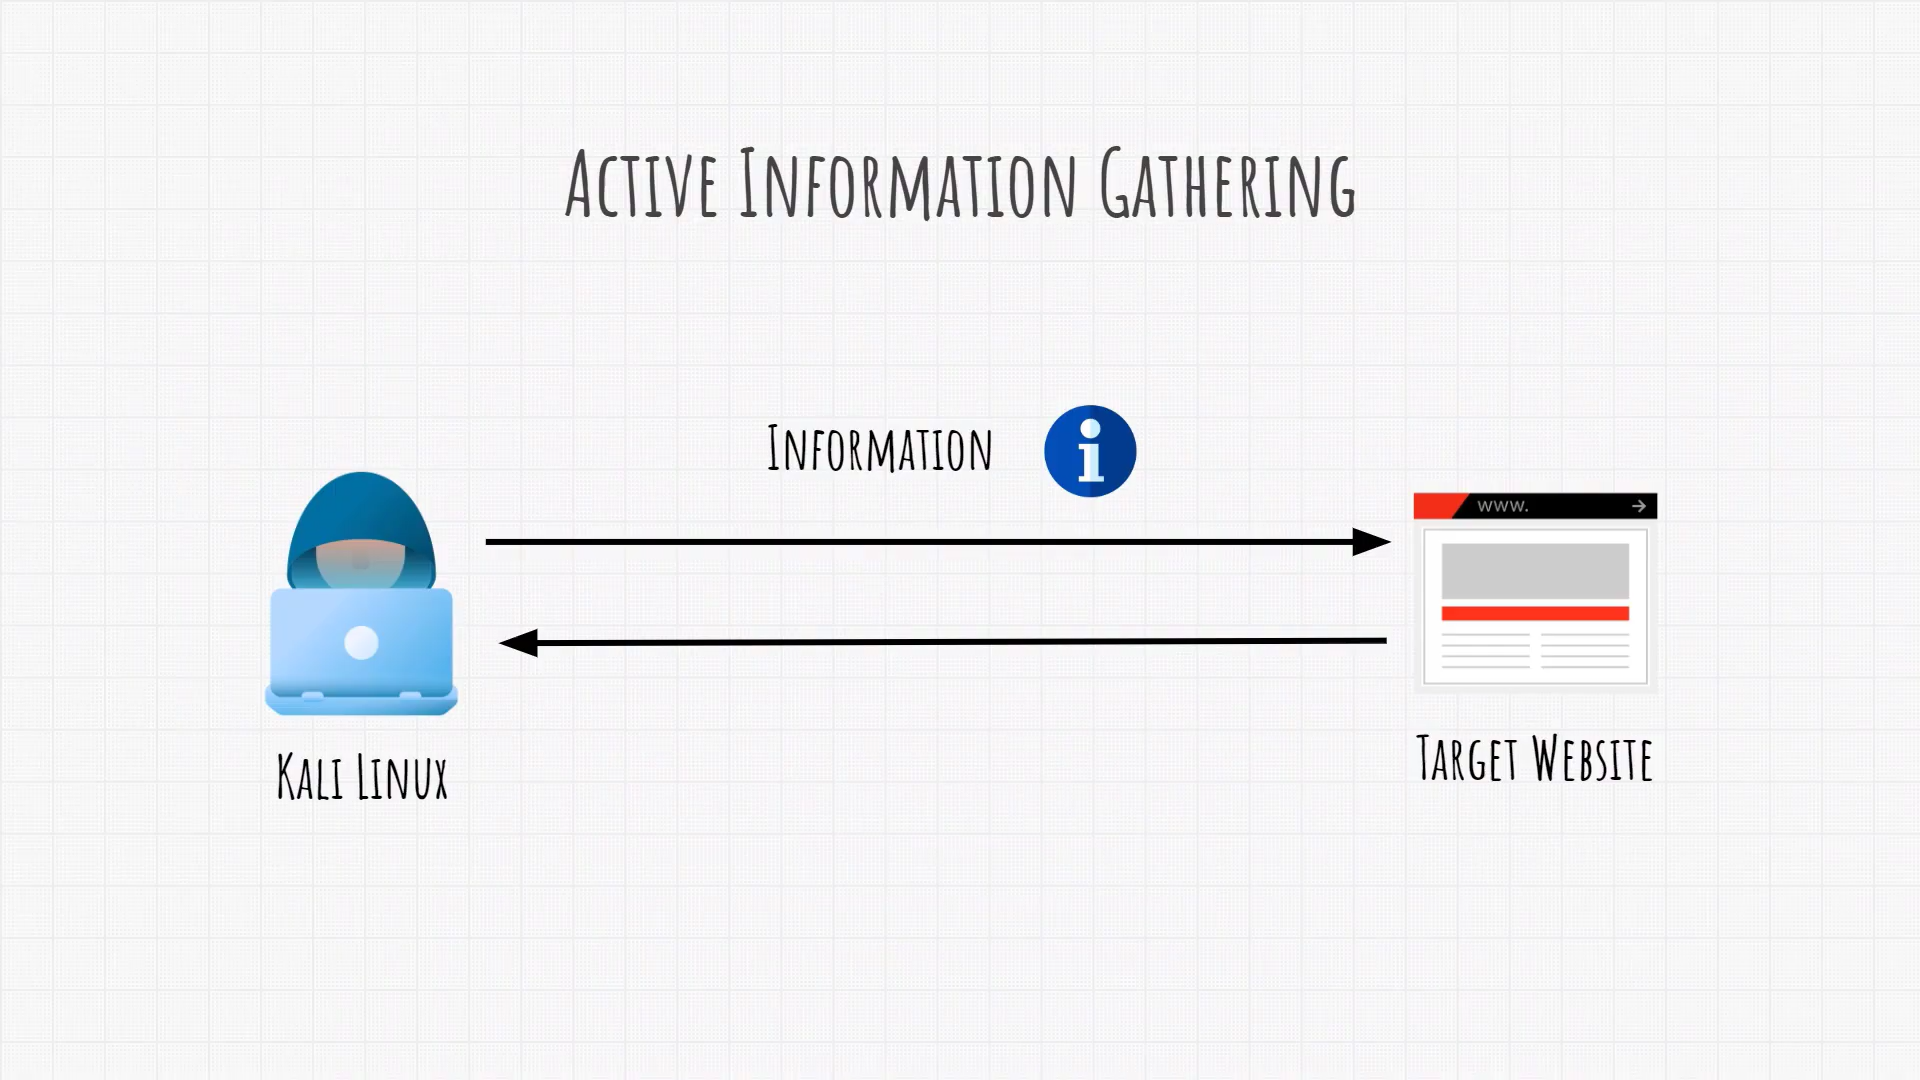 Active Information Gathering
Information
i
www.
Kali Linux
Target Website